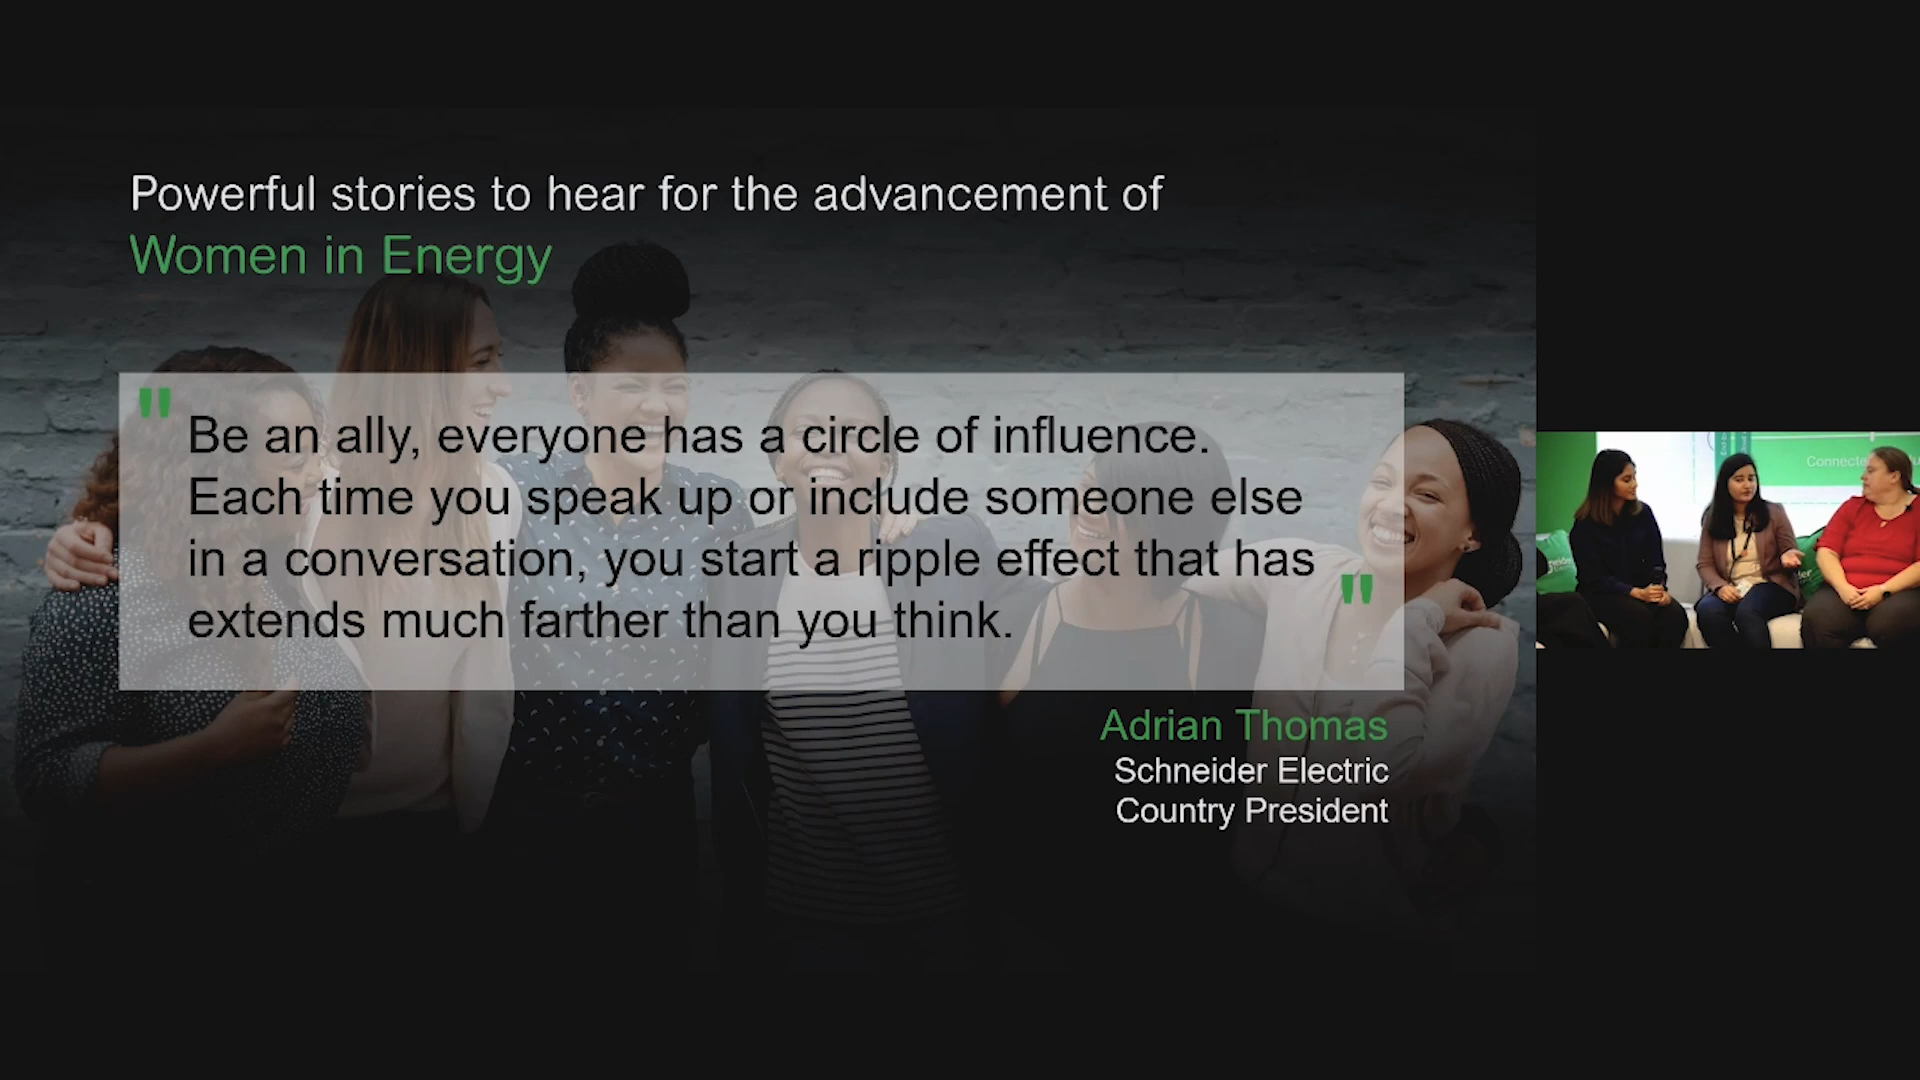 Powerful stories to hear for the advancement of
Women in Energy
"Be an ally, everyone has a circle of influence.
Each time you speak up or include someone else
in a conversation, you start a ripple effect that has
extends much farther than you think."
Adrian Thomas
Schneider Electric
Country President